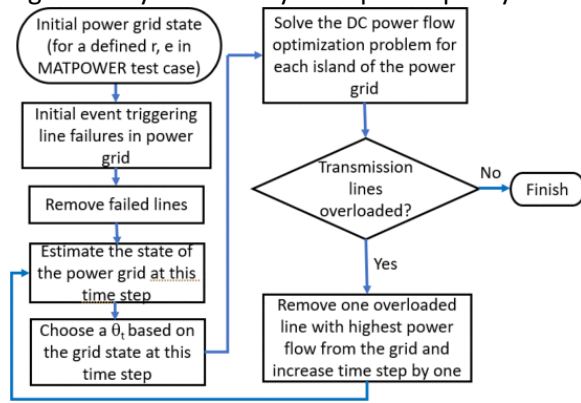 Initial power grid state
(for a defined r, e in
MATPOWER test case)
Initial event triggering
line failures in power
grid
Remove failed lines
Estimate the state of
the power grid at this
time step
Choose a θt based on
the grid state at this
time step
Solve the DC power flow
optimization problem for
each island of the power
grid
Transmission
lines
overloaded?
No
Finish
Yes
Remove one overloaded
line with highest power
flow from the grid and
increase time step by one